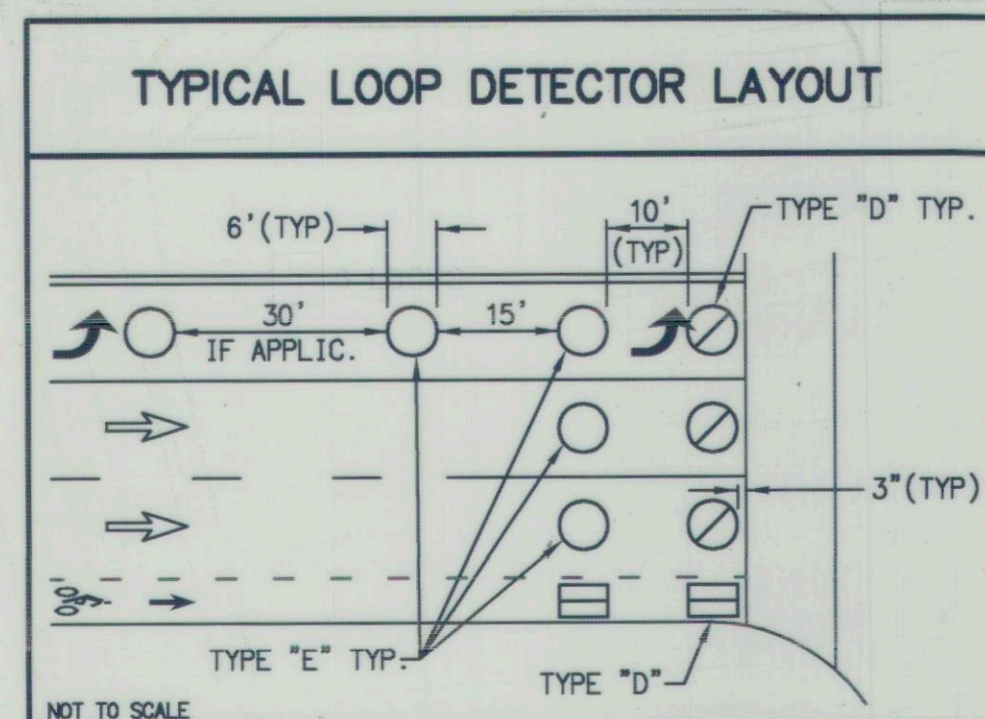 TYPICAL LOOP DETECTOR LAYOUT
6'(TYP)
10'
(TYP)
TYPE "D" TYP.
30'
IF APPLIC.
15'
3"(TYP)
TYPE "E" TYP.
TYPE "D"
NOT TO SCALE